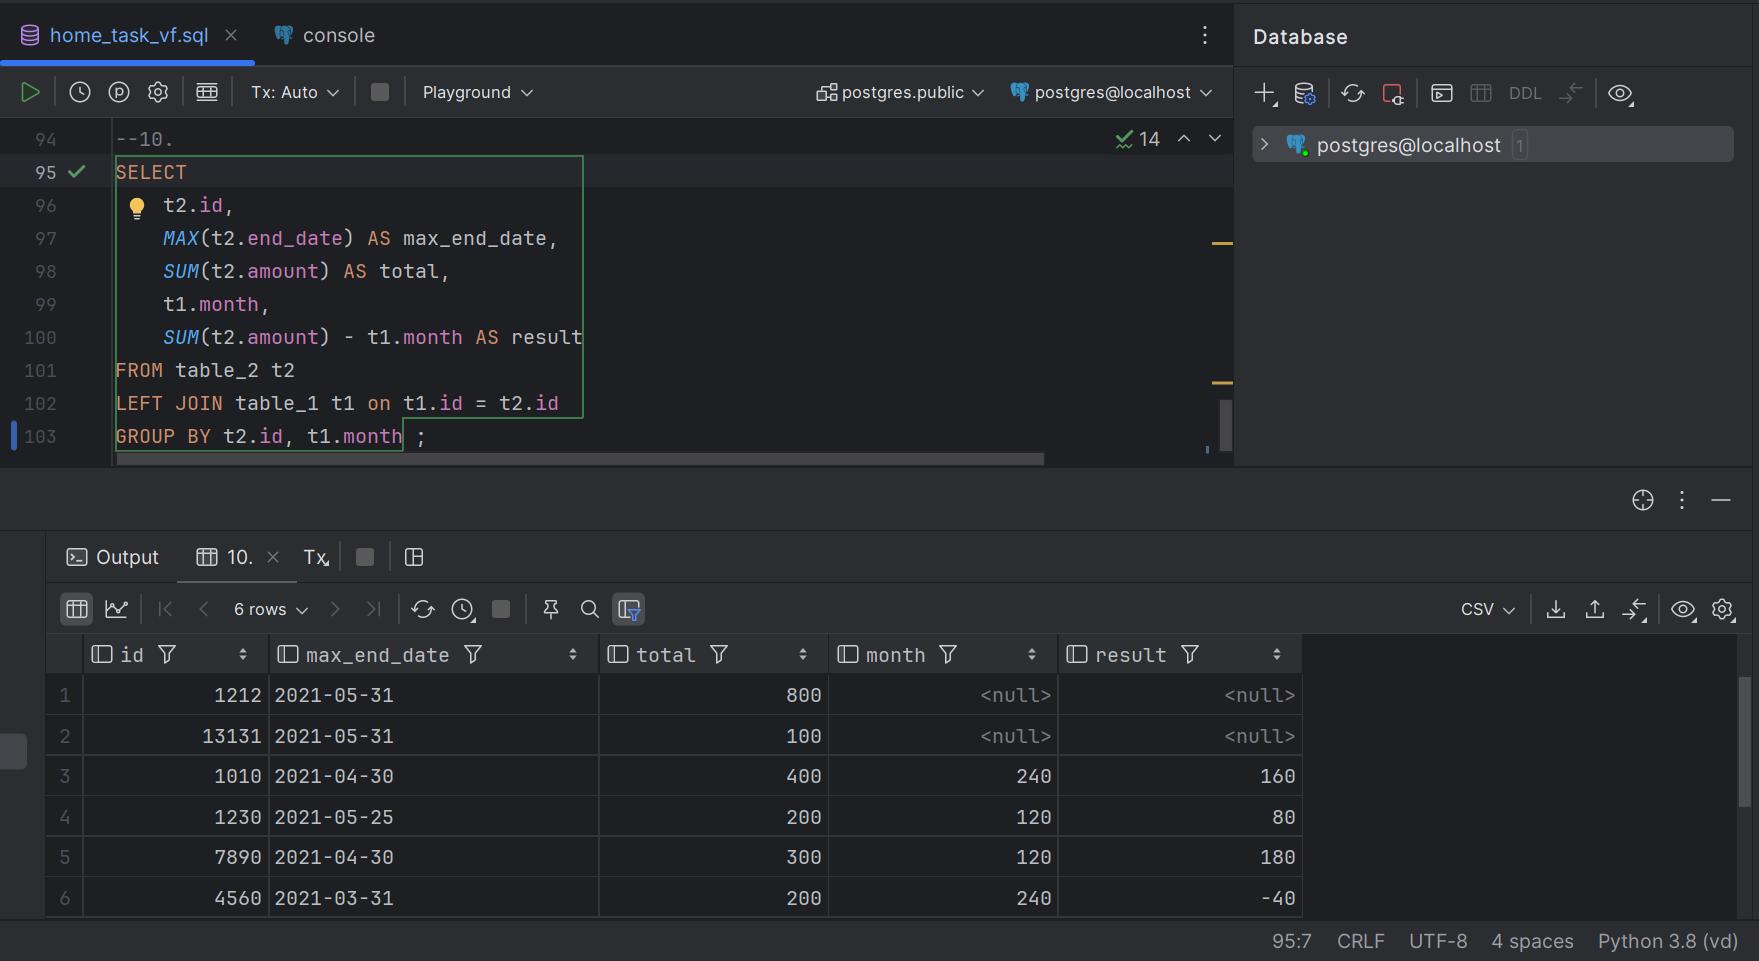 home_task_vf.sql
console
Database
Tx: Auto
Playground
postgres.public
postgres@localhost
DDL
postgres@localhost 1
14
94 --10.
95 SELECT
96 t2.id,
97 MAX(t2.end_date) AS max_end_date,
98 SUM(t2.amount) AS total,
99 t1.month,
100 SUM(t2.amount) - t1.month AS result
101 FROM table_2 t2
102 LEFT JOIN table_1 t1 on t1.id = t2.id
103 GROUP BY t2.id, t1.month ;
Output
10.
Tx
6 rows
CSV
id max_end_date total month result
1 1212 2021-05-31 800 <null> <null>
2 13131 2021-05-31 100 <null> <null>
3 1010 2021-04-30 400 240 160
4 1230 2021-05-25 200 120 80
5 7890 2021-04-30 300 120 180
6 4560 2021-03-31 200 240 -40
95:7 CRLF UTF-8 4 spaces Python 3.8 (vd)